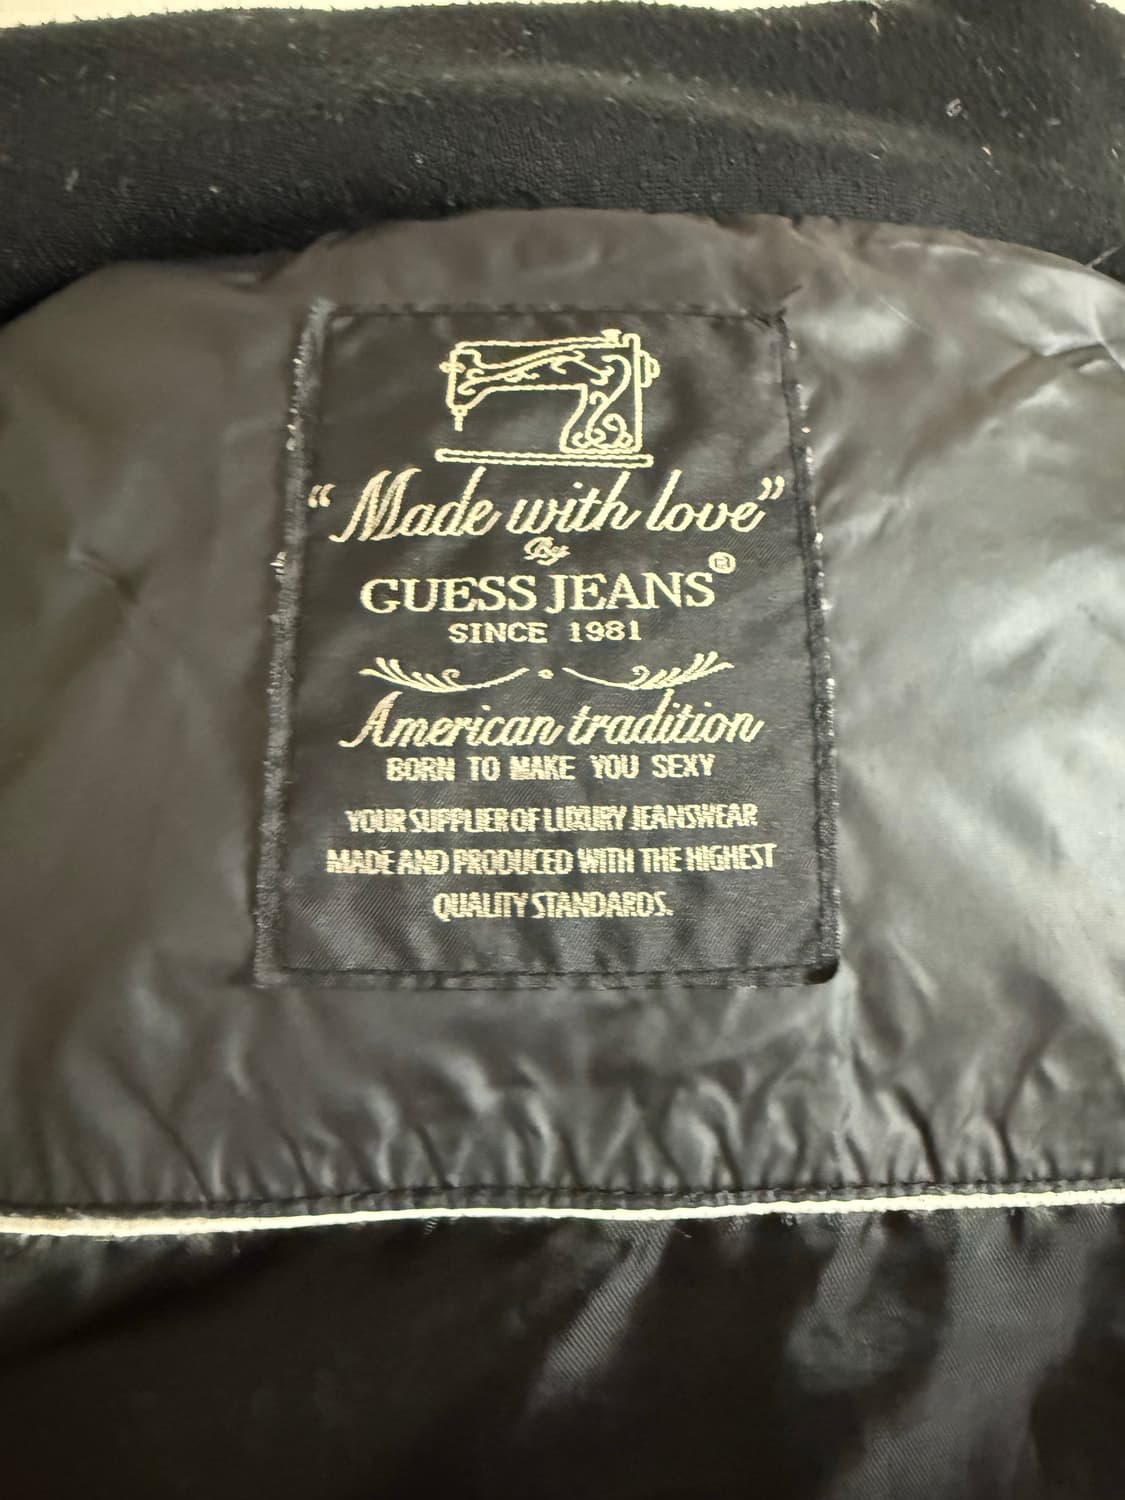 “Made with love”
By
GUESS JEANS®
SINCE 1981
American tradition
BORN TO MAKE YOU SEXY
YOUR SUPPLIER OF LUXURY JEANSWEAR
MADE AND PRODUCED WITH THE HIGHEST
QUALITY STANDARDS.